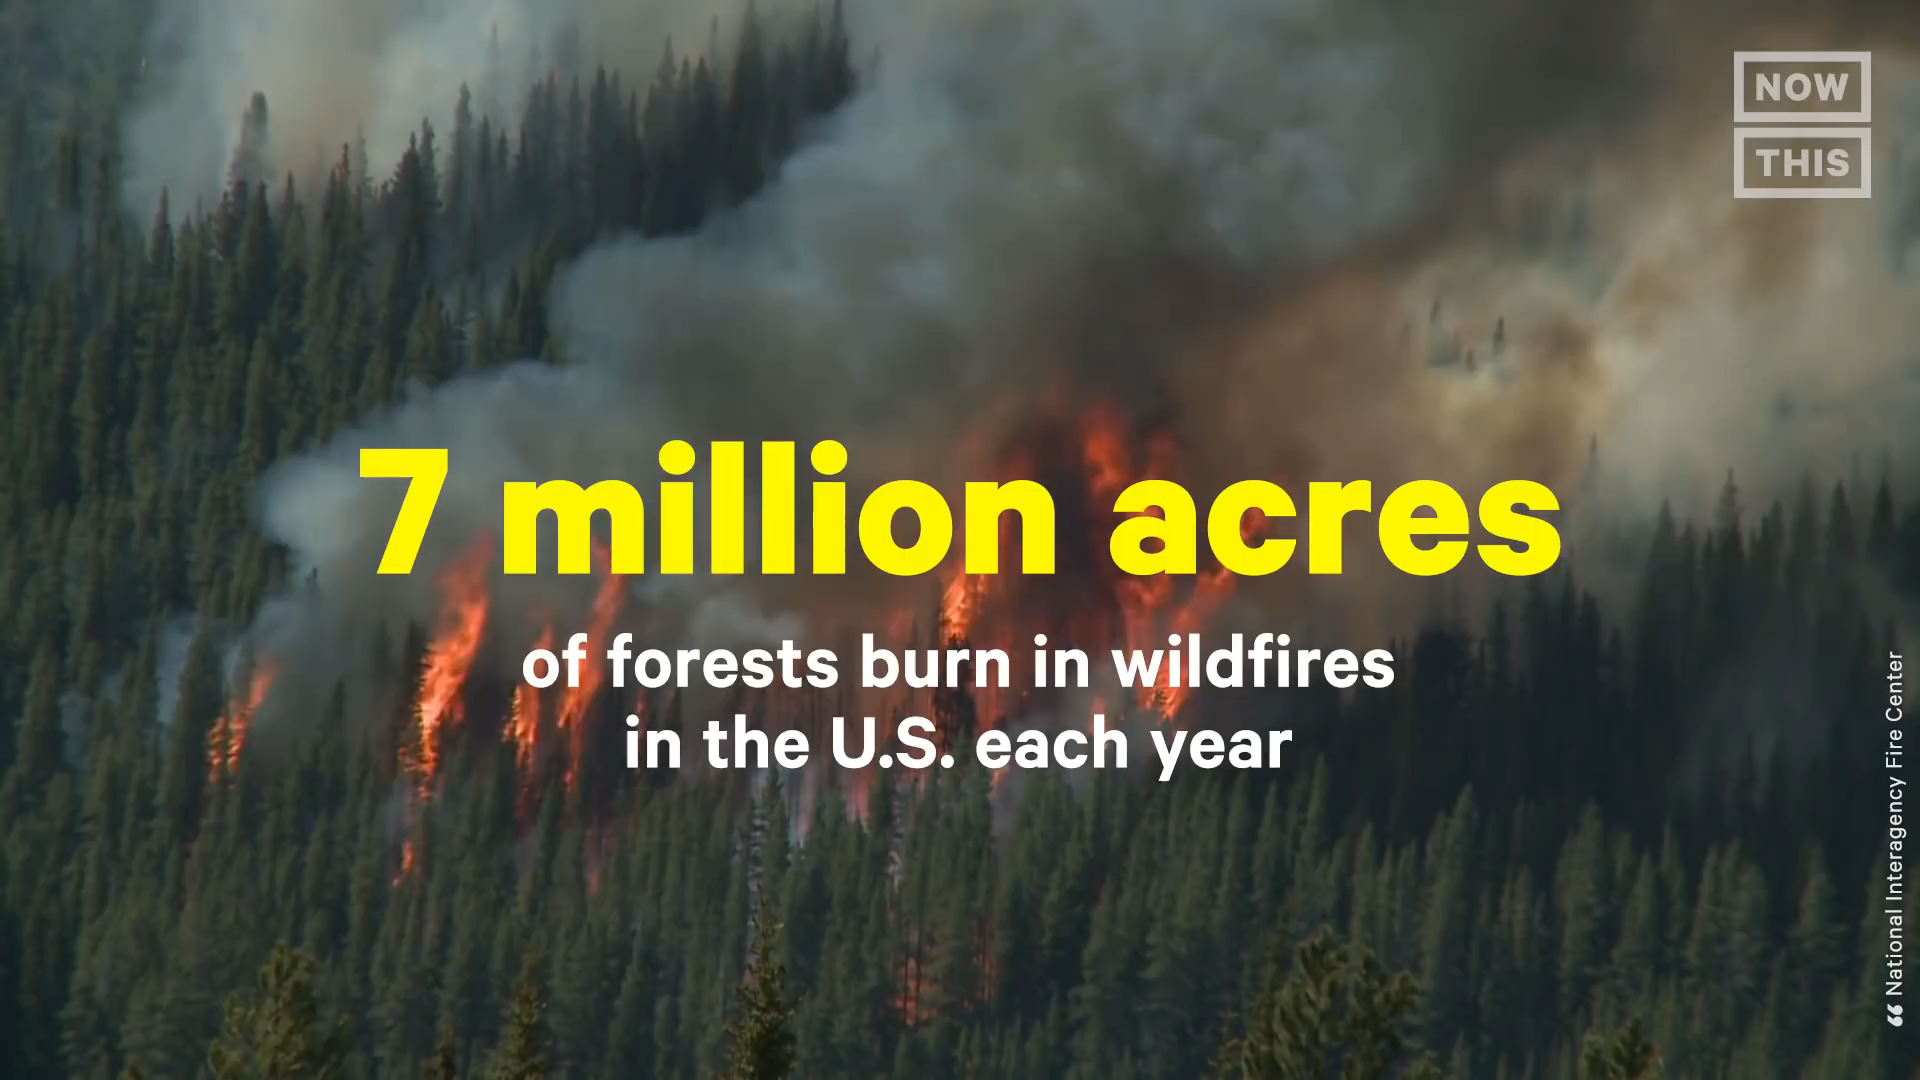 NOW
THIS
7 million acres
of forests burn in wildfires
in the U.S. each year
“ National Interagency Fire Center